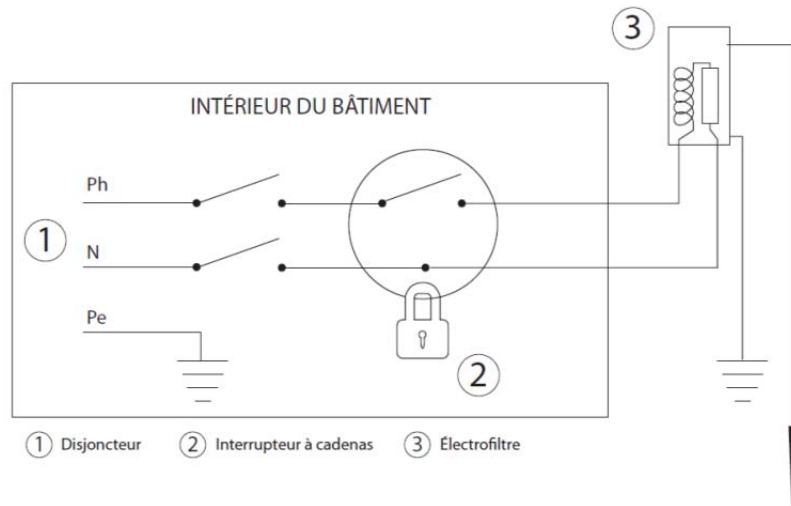 3
INTÉRIEUR DU BÂTIMENT
Ph
1
N
Pe
2
1 Disjoncteur 2 Interrupteur à cadenas 3 Électrofiltre